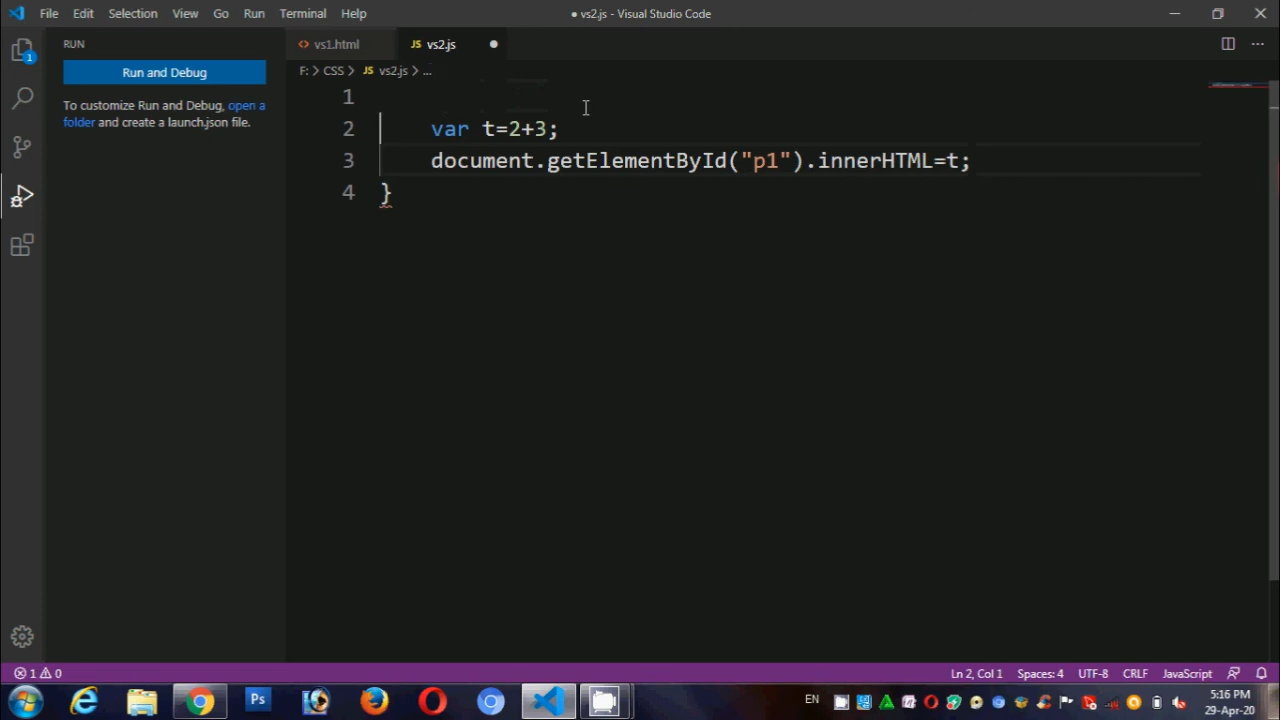 File Edit Selection View Go Run Terminal Help
● vs2.js - Visual Studio Code
RUN
Run and Debug
To customize Run and Debug, open a
folder and create a launch.json file.
1
<> vs1.html
JS vs2.js ●
F: > CSS > JS vs2.js > ...
1
2 var t=2+3;
3 document.getElementById("p1").innerHTML=t;
4 }
1 0
Ln 2, Col 1 Spaces: 4 UTF-8 CRLF JavaScript
Ps
EN
5:16 PM
29-Apr-20